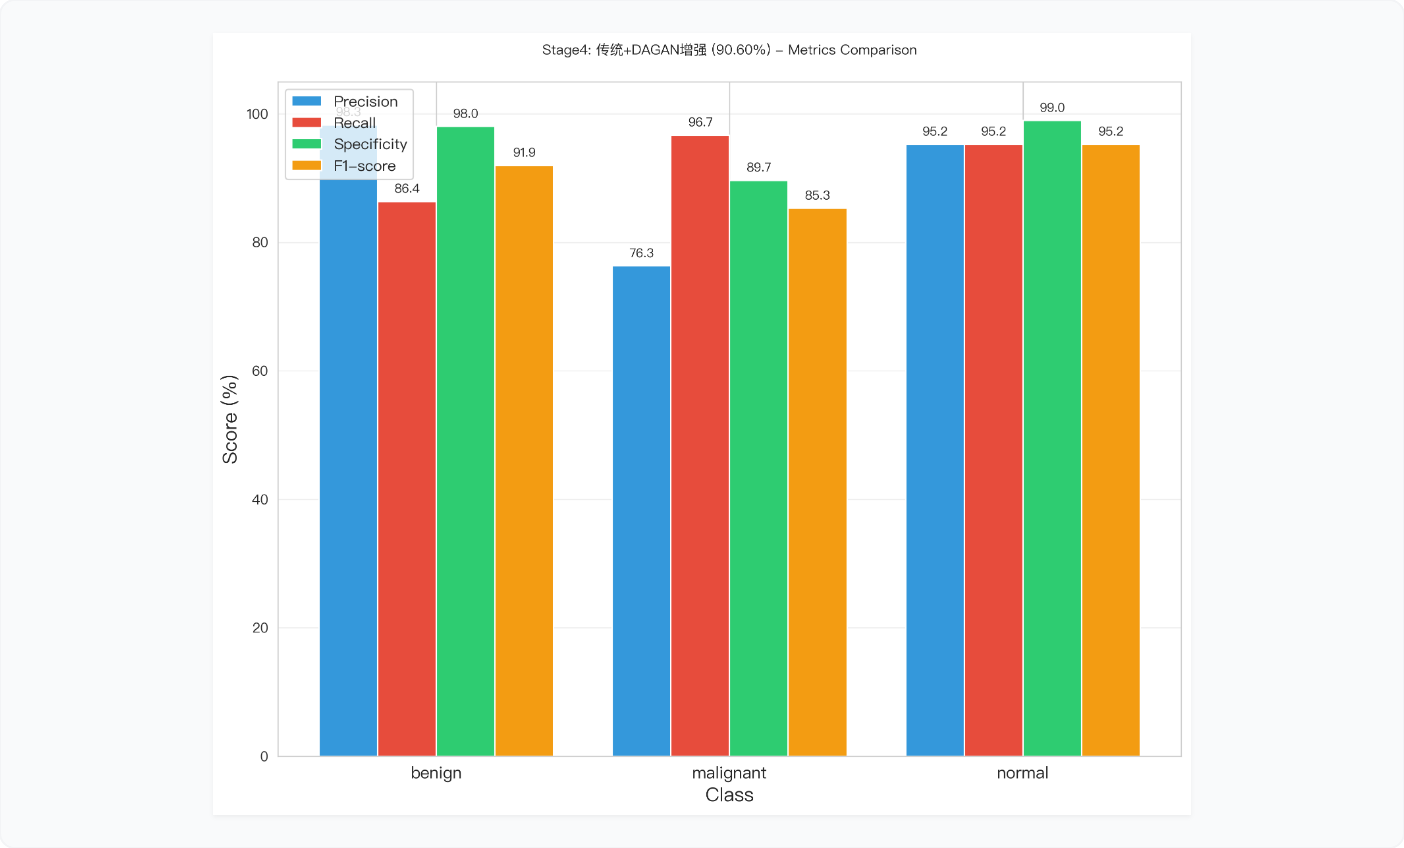 Stage4: 传统+DAGAN增强 (90.60%) – Metrics Comparison
Precision
Recall
Specificity
F1–score
98.3
86.4
98.0
91.9
76.3
96.7
89.7
85.3
95.2
95.2
99.0
95.2
100
80
60
40
20
0
Score (%)
benign
malignant
normal
Class